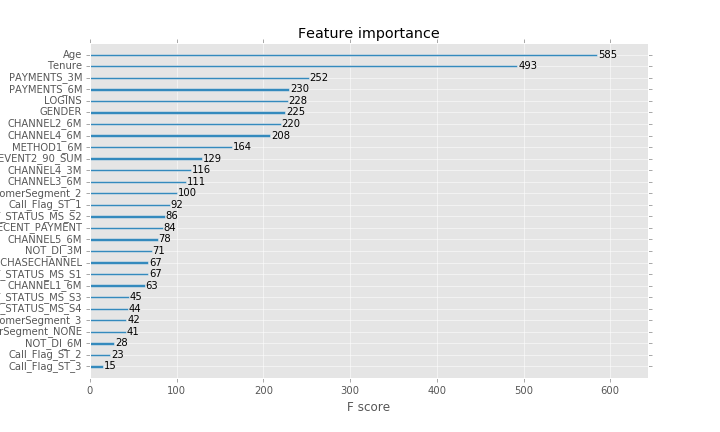 Feature importance
Age 585
Tenure 493
PAYMENTS_3M 252
PAYMENTS_6M 230
LOGINS 228
GENDER 225
CHANNEL2_6M 220
CHANNEL4_6M 208
METHOD1_6M 164
EVENT2_90_SUM 129
CHANNEL4_3M 116
CHANNEL3_6M 111
omerSegment_2 100
Call_Flag_ST_1 92
_STATUS_MS_S2 86
ECENT_PAYMENT 84
CHANNEL5_6M 78
NOT_DI_3M 71
CHASECHANNEL 67
_STATUS_MS_S1 67
CHANNEL1_6M 63
_STATUS_MS_S3 45
_STATUS_MS_S4 44
omerSegment_3 42
erSegment_NONE 41
NOT_DI_6M 28
Call_Flag_ST_2 23
Call_Flag_ST_3 15
0 100 200 300 400 500 600
F score